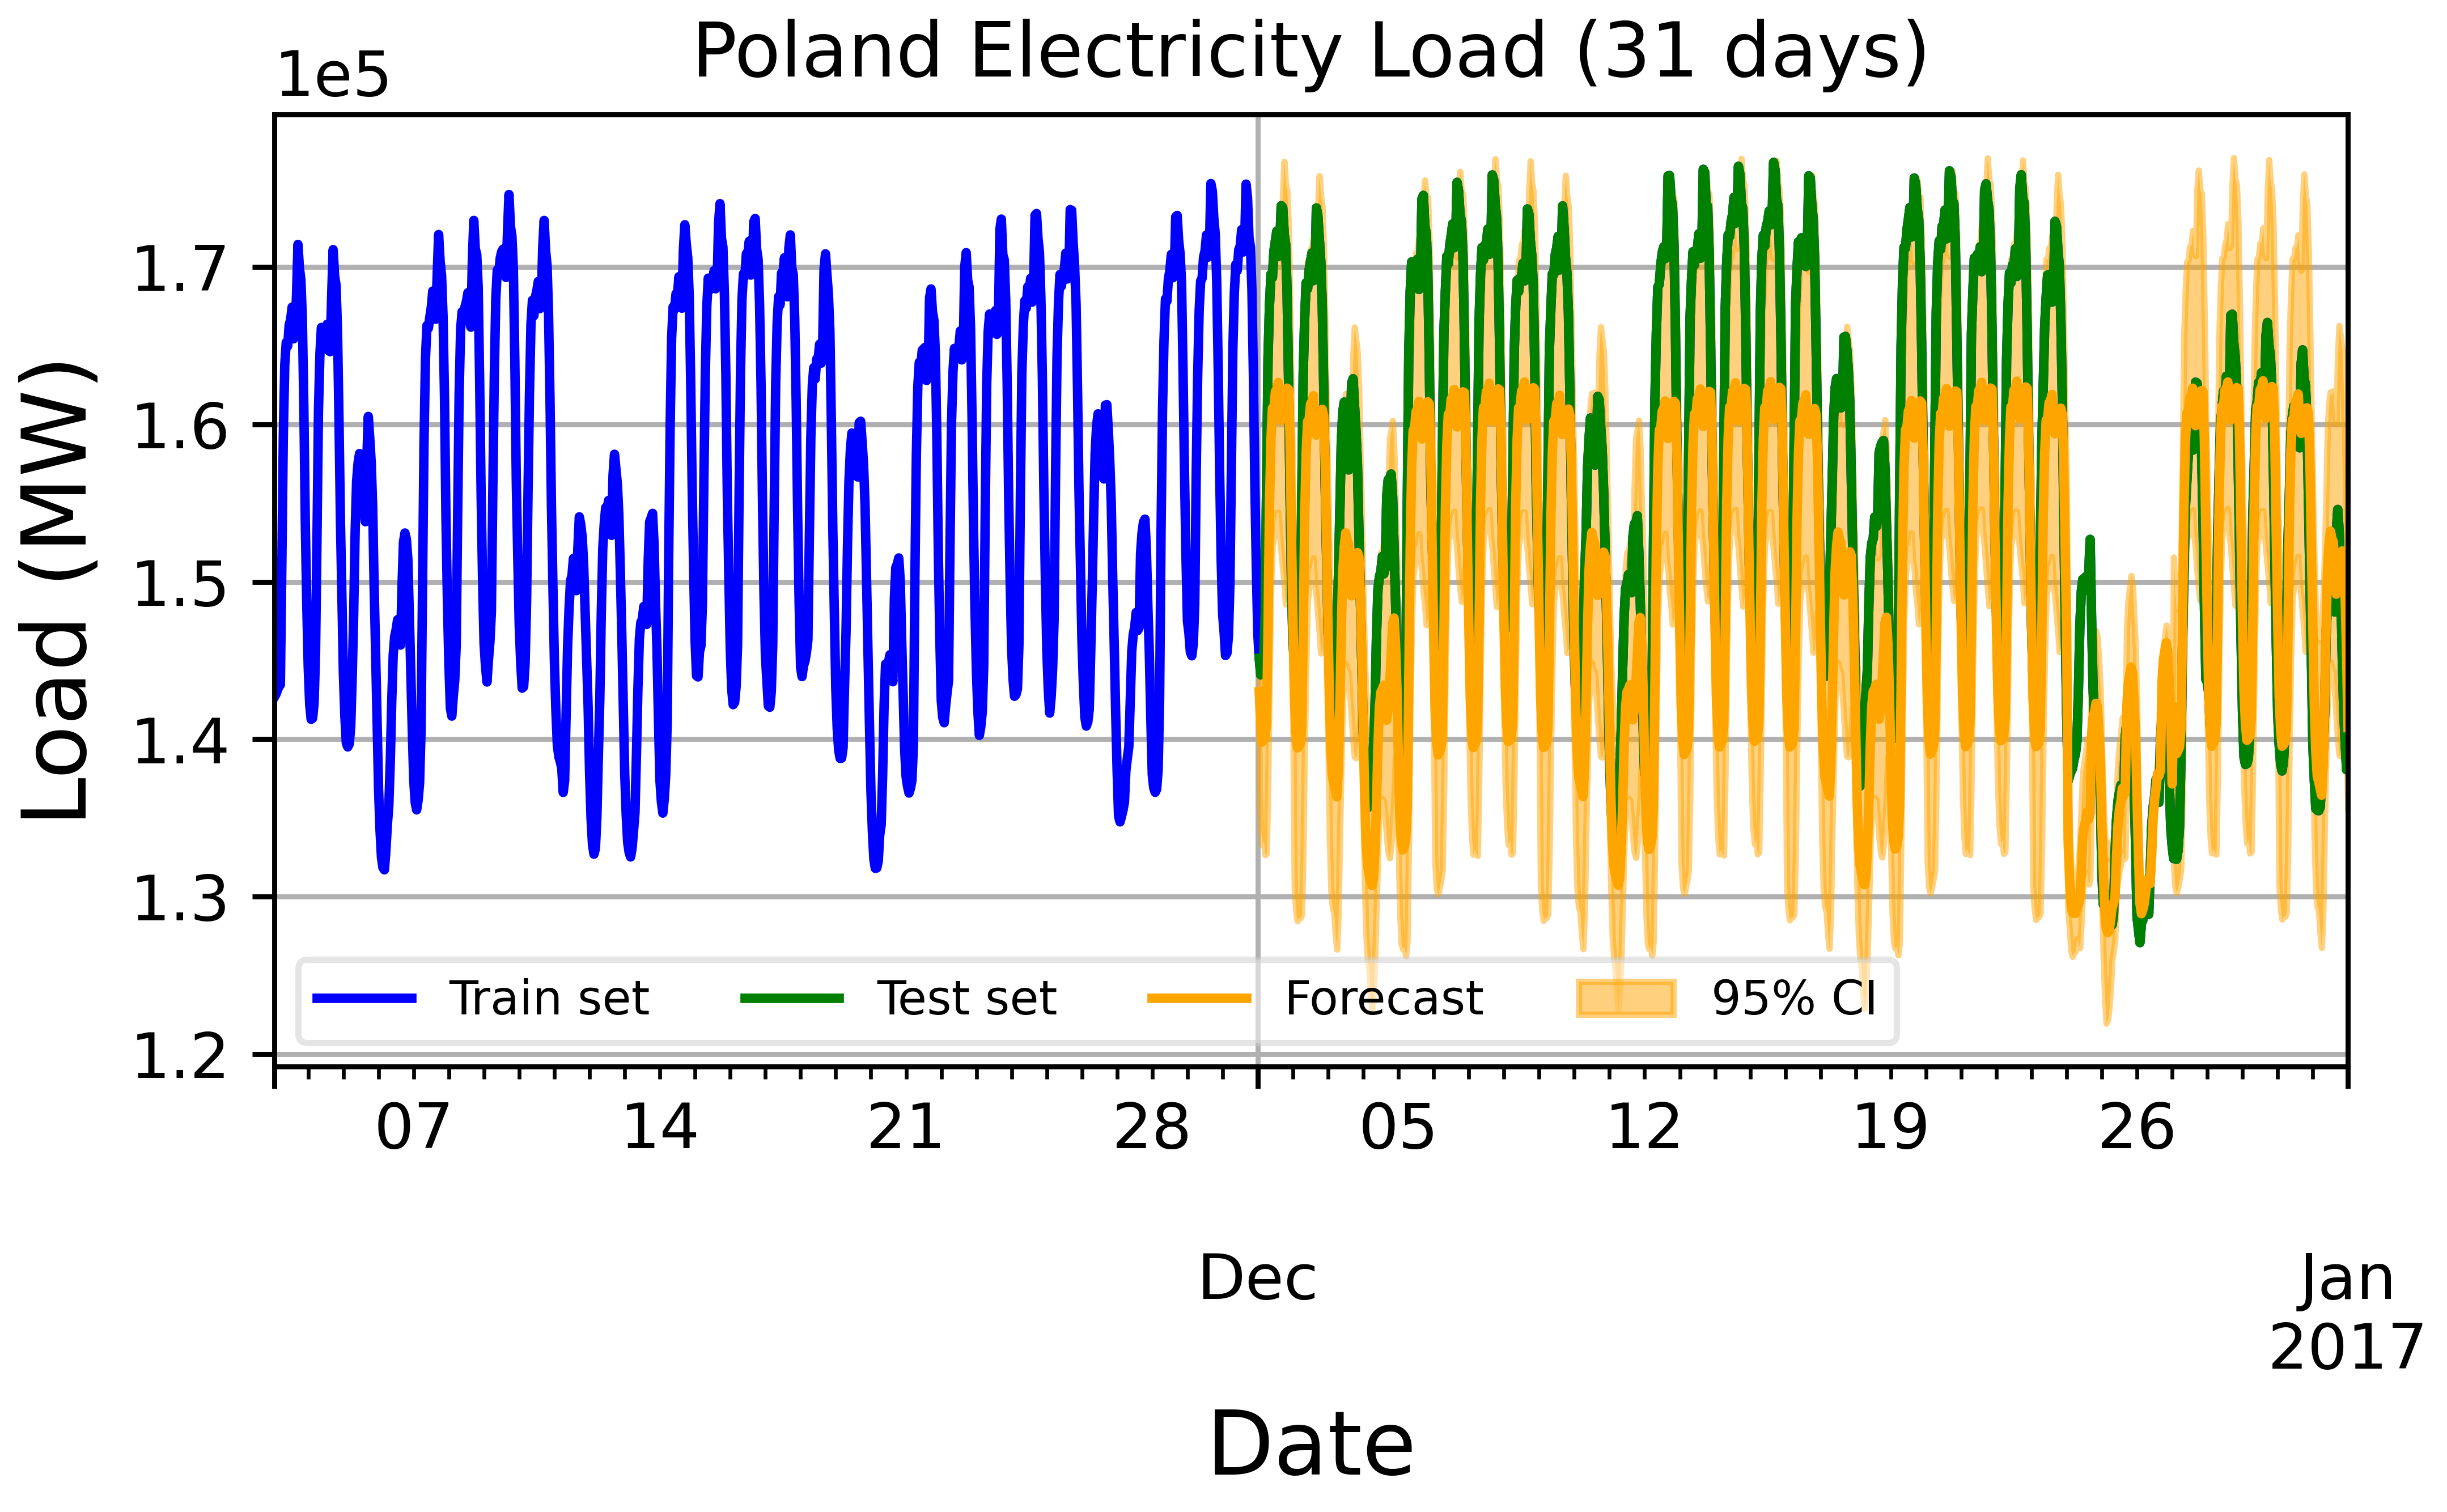 Poland Electricity Load (31 days)
1e5
Load (MW)
1.7
1.6
1.5
1.4
1.3
1.2
Train set
Test set
Forecast
95% CI
07
14
21
28
05
12
19
26
Dec
Jan
2017
Date